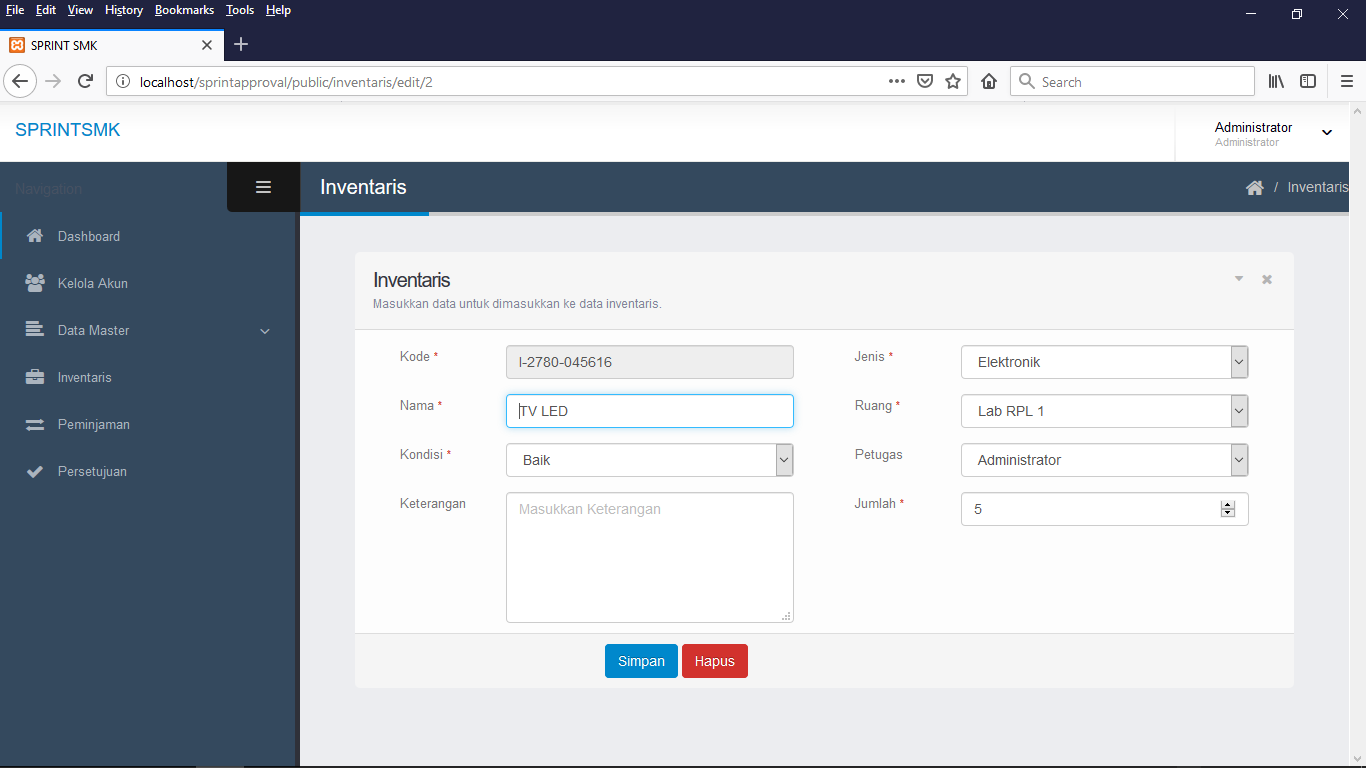 File Edit View History Bookmarks Tools Help
SPRINT SMK
localhost/sprintapproval/public/inventaris/edit/2
Search
SPRINTSMK
Administrator
Administrator
Navigation
Inventaris
/ Inventaris
Dashboard
Kelola Akun
Data Master
Inventaris
Peminjaman
Persetujuan
Inventaris
Masukkan data untuk dimasukkan ke data inventaris.
Kode * I-2780-045616
Jenis * Elektronik
Nama * TV LED
Ruang * Lab RPL 1
Kondisi * Baik
Petugas Administrator
Keterangan Masukkan Keterangan
Jumlah * 5
Simpan Hapus